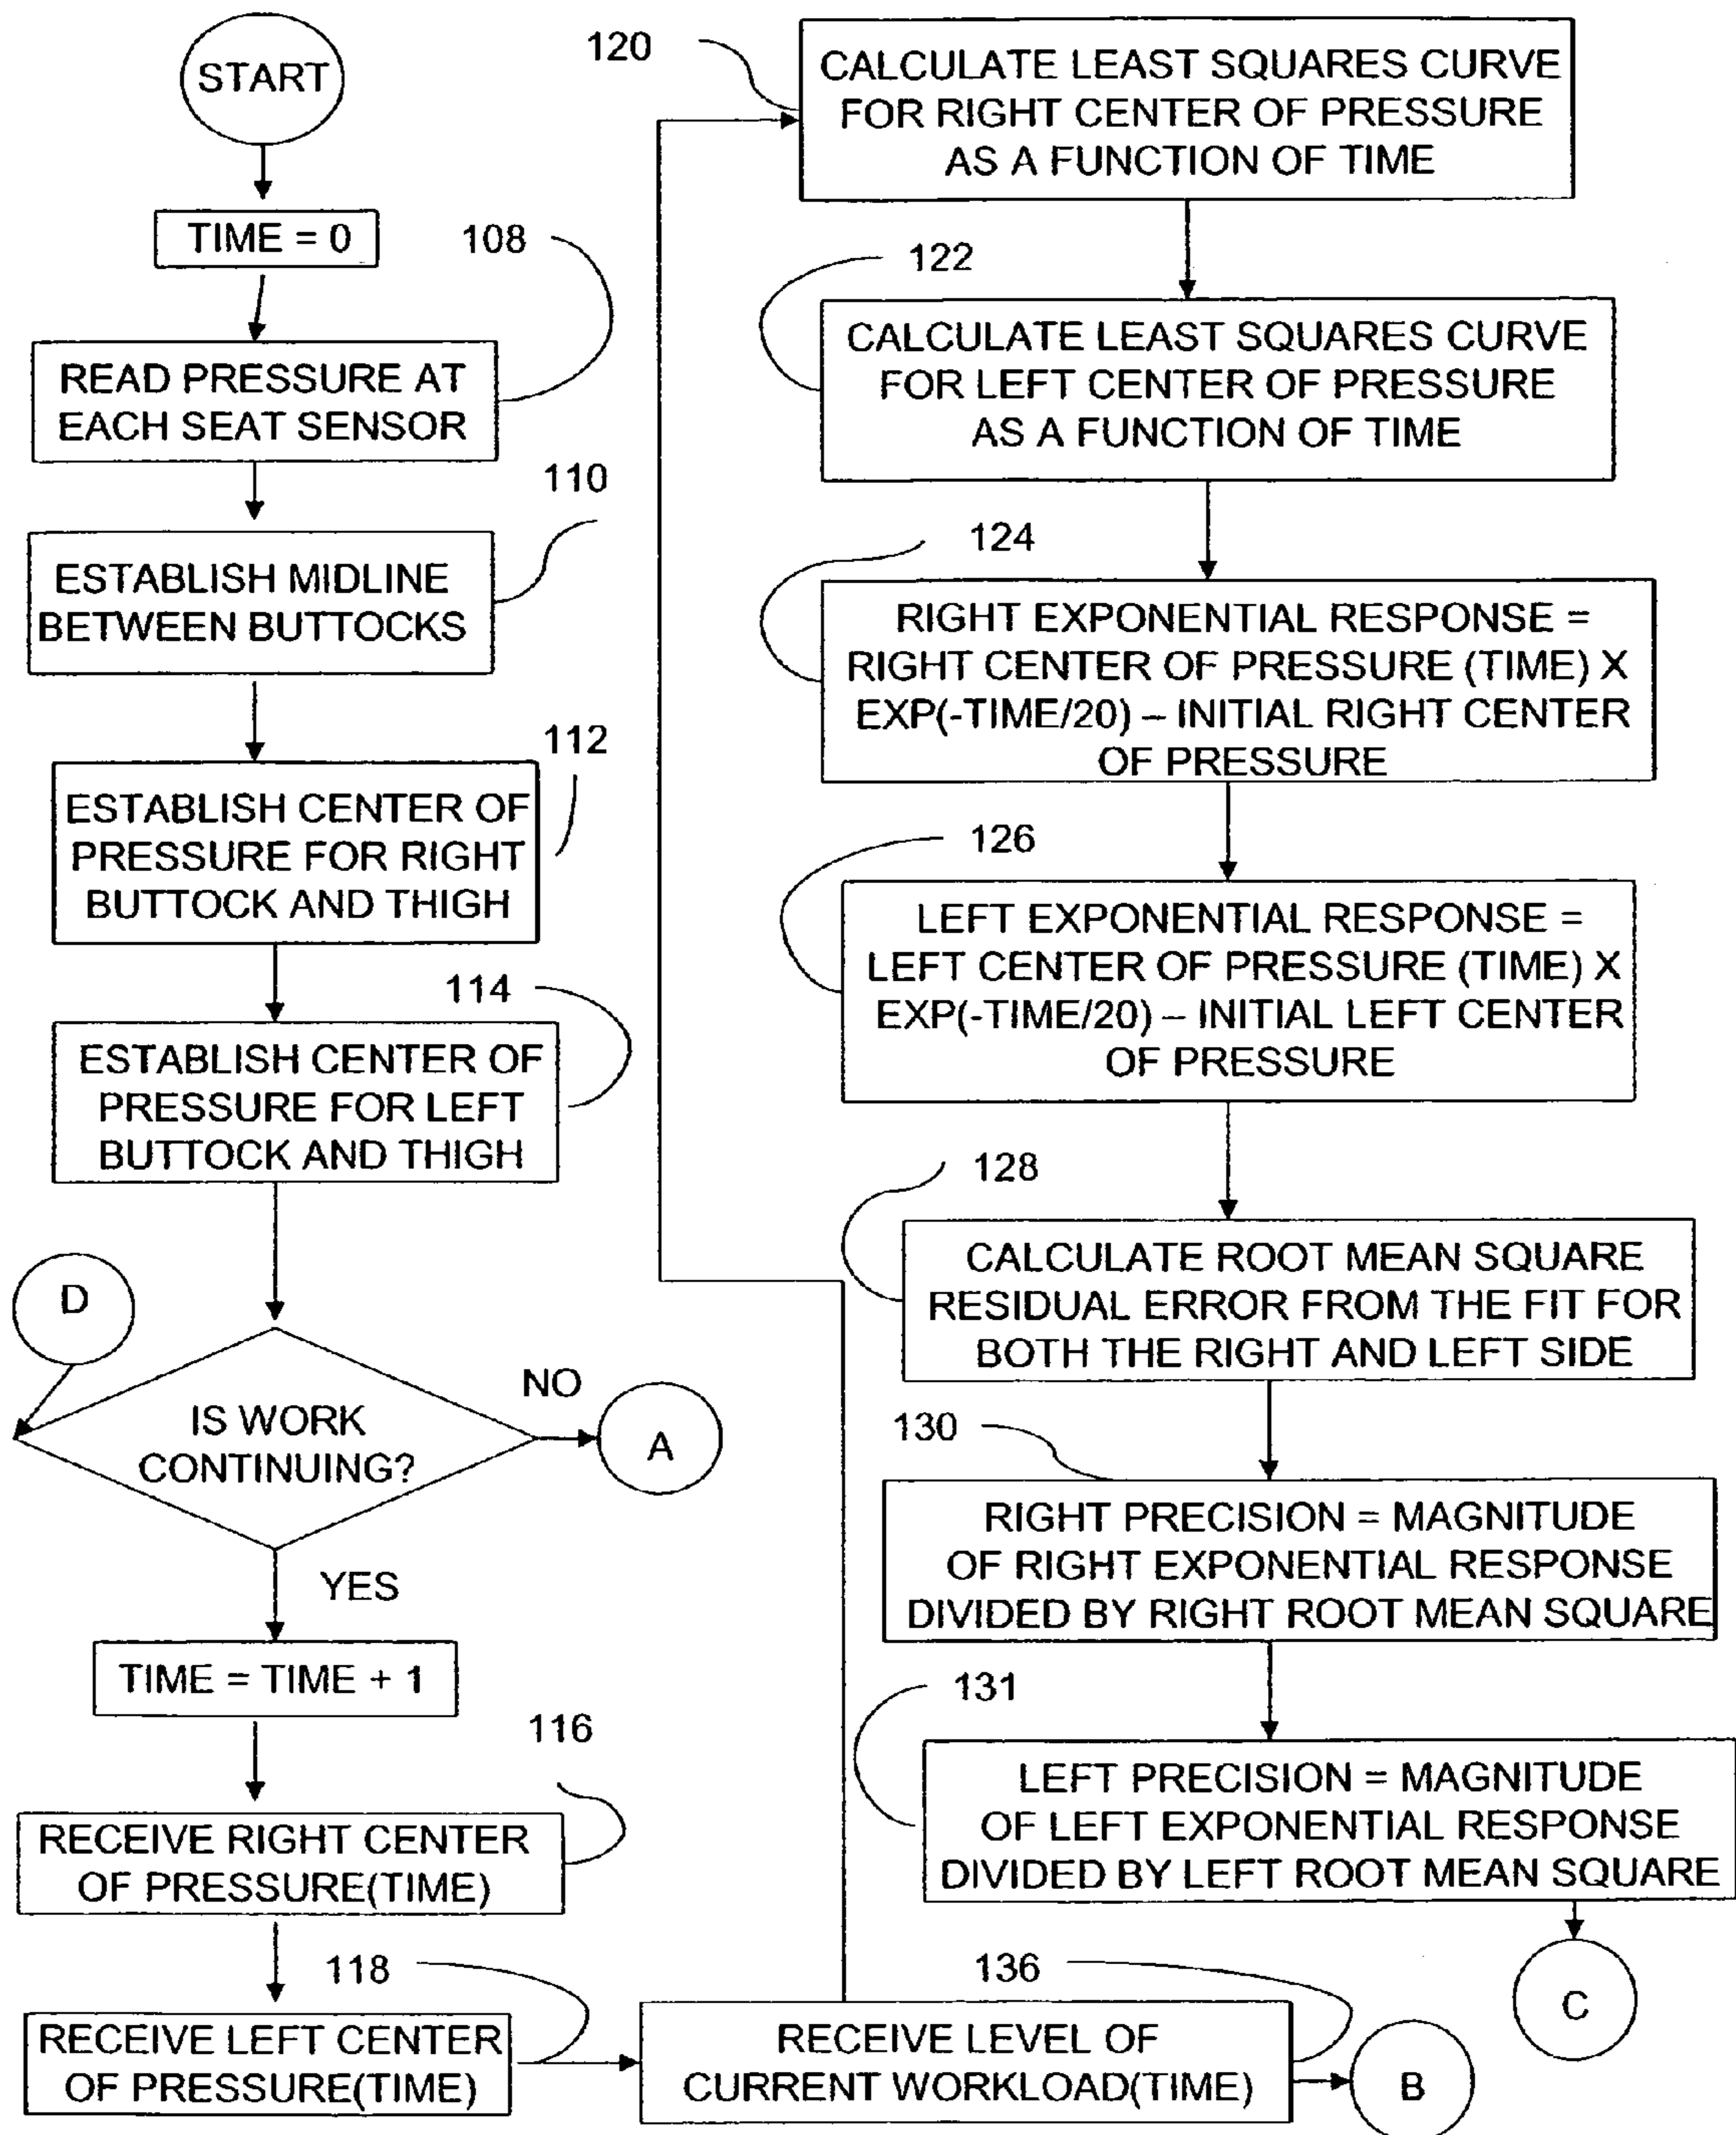 START
TIME = 0
108
READ PRESSURE AT
EACH SEAT SENSOR
110
ESTABLISH MIDLINE
BETWEEN BUTTOCKS
112
ESTABLISH CENTER OF
PRESSURE FOR RIGHT
BUTTOCK AND THIGH
114
ESTABLISH CENTER OF
PRESSURE FOR LEFT
BUTTOCK AND THIGH
D
IS WORK
CONTINUING?
NO
A
YES
TIME = TIME + 1
116
RECEIVE RIGHT CENTER
OF PRESSURE(TIME)
118
RECEIVE LEFT CENTER
OF PRESSURE(TIME)
136
RECEIVE LEVEL OF
CURRENT WORKLOAD(TIME)
B
120
CALCULATE LEAST SQUARES CURVE
FOR RIGHT CENTER OF PRESSURE
AS A FUNCTION OF TIME
122
CALCULATE LEAST SQUARES CURVE
FOR LEFT CENTER OF PRESSURE
AS A FUNCTION OF TIME
124
RIGHT EXPONENTIAL RESPONSE =
RIGHT CENTER OF PRESSURE (TIME) X
EXP(-TIME/20) – INITIAL RIGHT CENTER
OF PRESSURE
126
LEFT EXPONENTIAL RESPONSE =
LEFT CENTER OF PRESSURE (TIME) X
EXP(-TIME/20) – INITIAL LEFT CENTER
OF PRESSURE
128
CALCULATE ROOT MEAN SQUARE
RESIDUAL ERROR FROM THE FIT FOR
BOTH THE RIGHT AND LEFT SIDE
130
RIGHT PRECISION = MAGNITUDE
OF RIGHT EXPONENTIAL RESPONSE
DIVIDED BY RIGHT ROOT MEAN SQUARE
131
LEFT PRECISION = MAGNITUDE
OF LEFT EXPONENTIAL RESPONSE
DIVIDED BY LEFT ROOT MEAN SQUARE
C